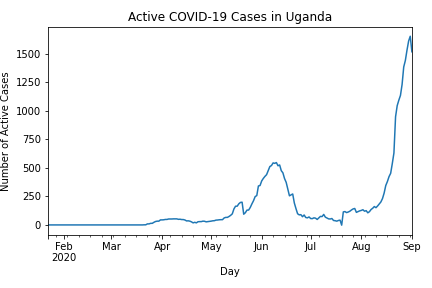 Active COVID-19 Cases in Uganda
Number of Active Cases
1500
1250
1000
750
500
250
0
Feb Mar Apr May Jun Jul Aug Sep
2020
Day